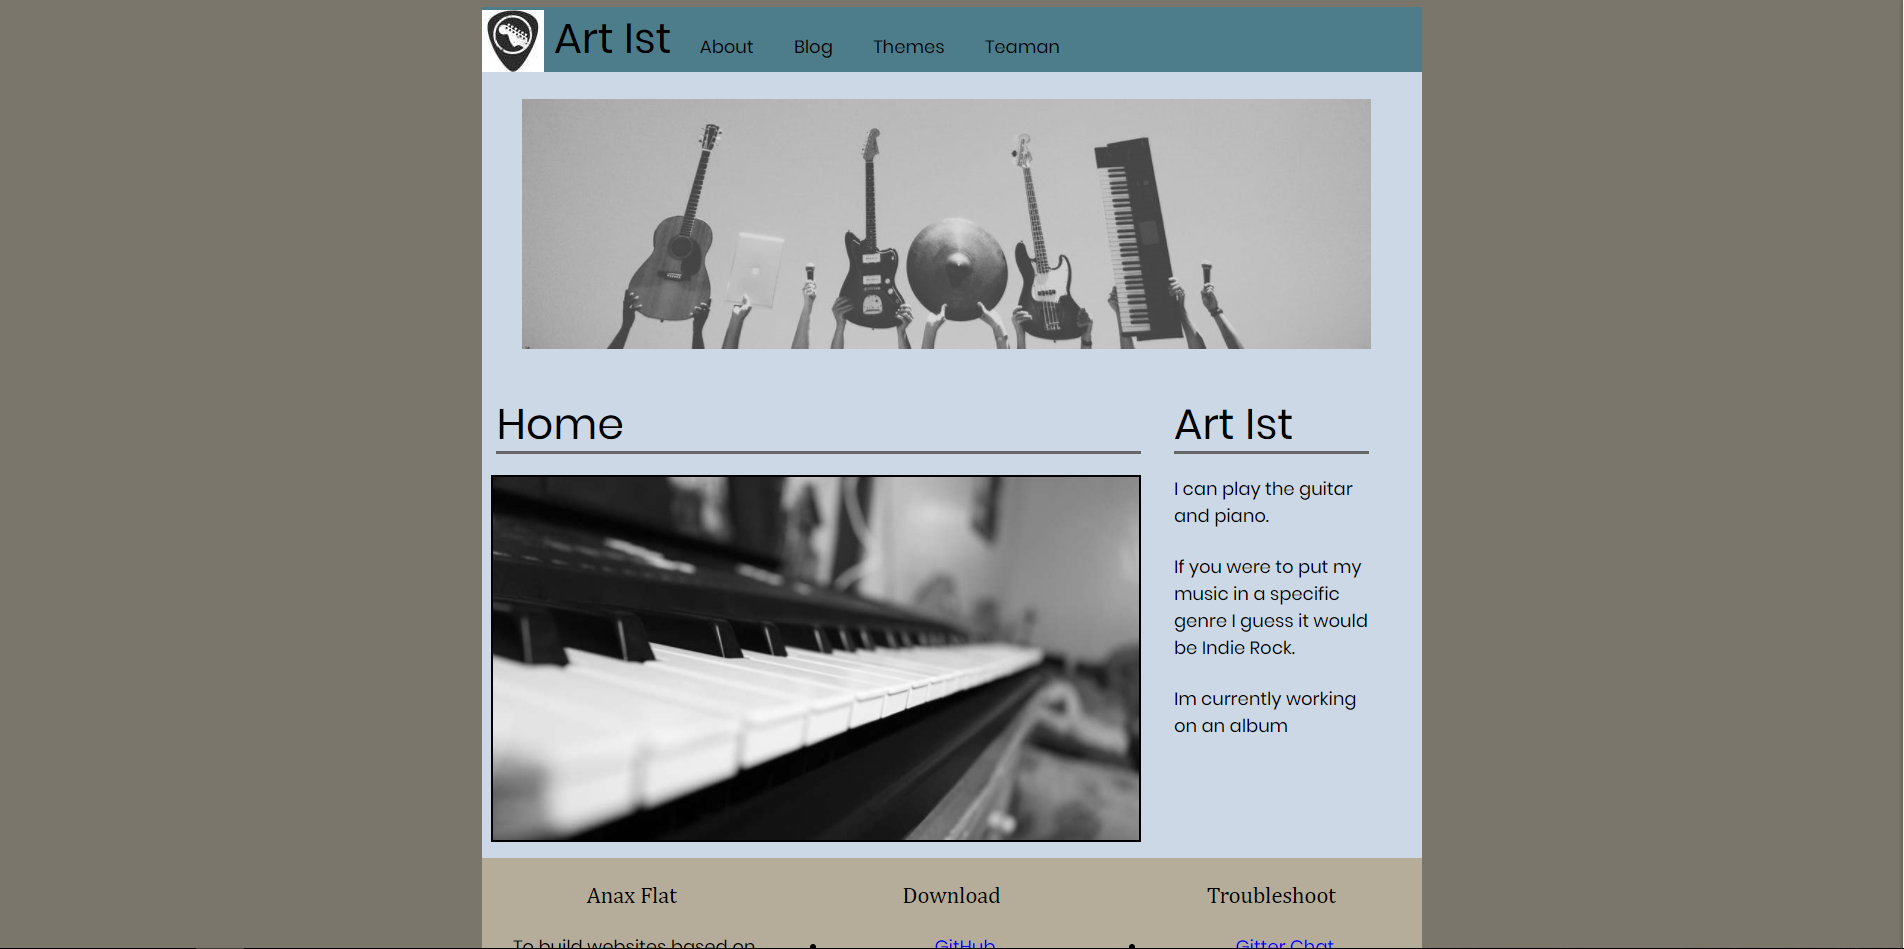 Art Ist
About Blog Themes Teaman
Home
Art Ist
I can play the guitar
and piano.
If you were to put my
music in a specific
genre I guess it would
be Indie Rock.
Im currently working
on an album
Anax Flat
Download
Troubleshoot
To build websites based on
GitHub
Gitter Chat